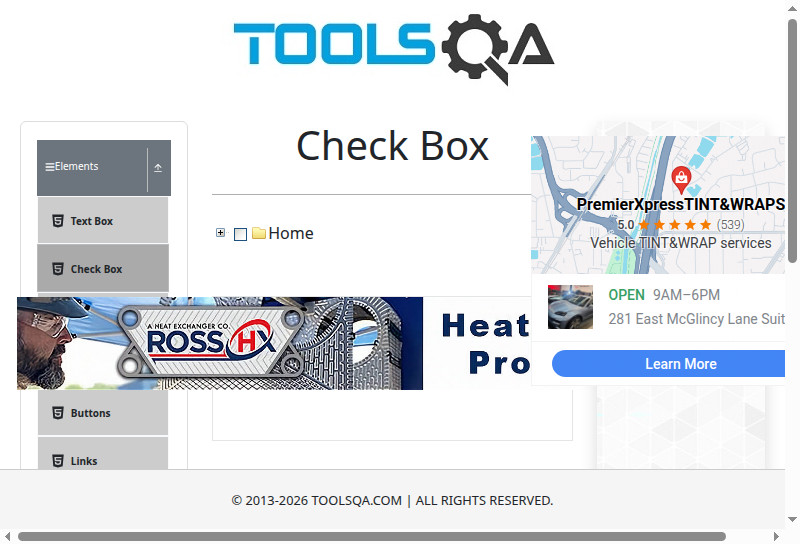 TOOLSQA
Check Box
Elements
Text Box
Check Box
Home
PremierXpressTINT&WRAPS
5.0 (539)
Vehicle TINT&WRAP services
OPEN 9AM–6PM
281 East McGlincy Lane Suit
Learn More
A HEAT EXCHANGER CO.
ROSS HX
Heat
Pro
Buttons
Links
© 2013-2026 TOOLSQA.COM | ALL RIGHTS RESERVED.